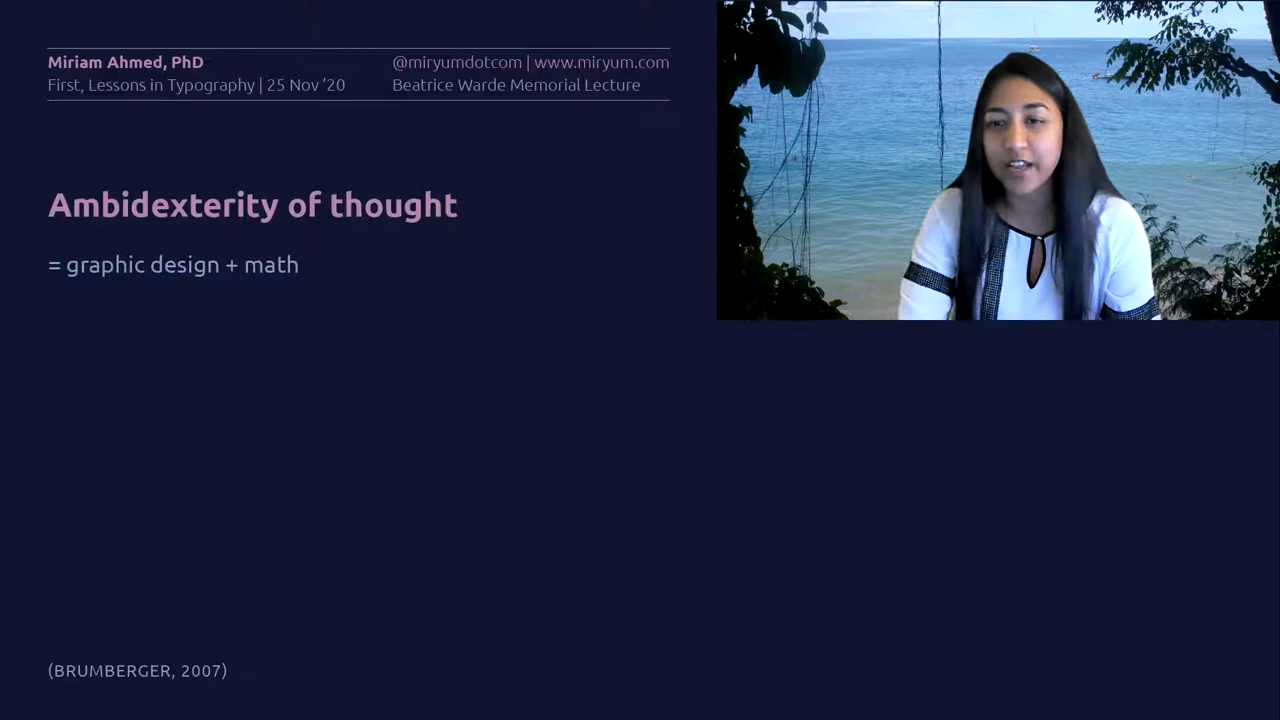 Miriam Ahmed, PhD
First, Lessons in Typography | 25 Nov ’20
@miryumdotcom | www.miryum.com
Beatrice Warde Memorial Lecture
Ambidexterity of thought
= graphic design + math
(BRUMBERGER, 2007)